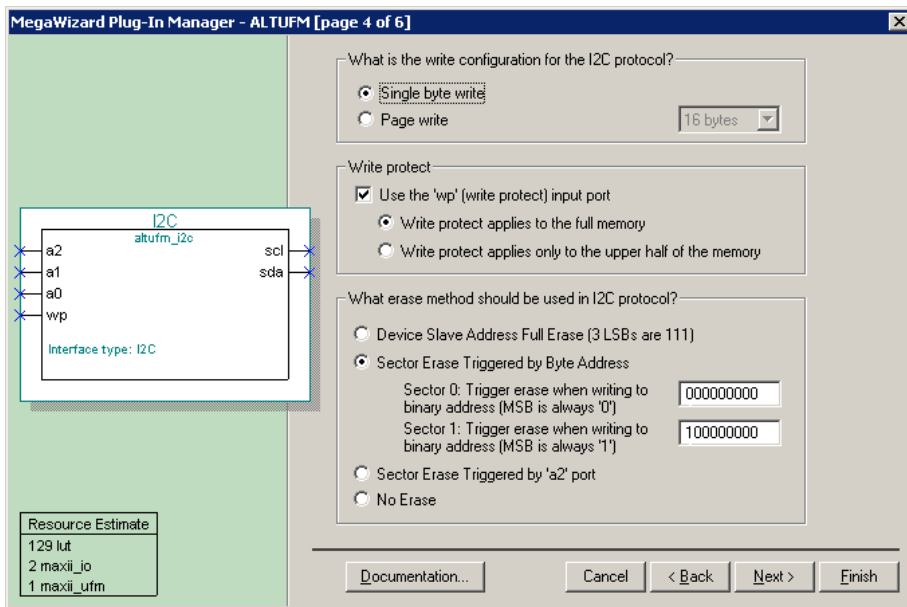 MegaWizard Plug-In Manager - ALTUFM [page 4 of 6]
What is the write configuration for the I2C protocol?
Single byte write
Page write
16 bytes
Write protect
Use the 'wp' (write protect) input port
Write protect applies to the full memory
Write protect applies only to the upper half of the memory
I2C
altufm_i2c
a2
scl
a1
sda
a0
wp
Interface type: I2C
What erase method should be used in I2C protocol?
Device Slave Address Full Erase (3 LSBs are 111)
Sector Erase Triggered by Byte Address
Sector 0: Trigger erase when writing to
binary address (MSB is always '0')
000000000
Sector 1: Trigger erase when writing to
binary address (MSB is always '1')
100000000
Sector Erase Triggered by 'a2' port
No Erase
Resource Estimate
129 lut
2 maxii_io
1 maxii_ufm
Documentation...
Cancel
< Back
Next >
Finish